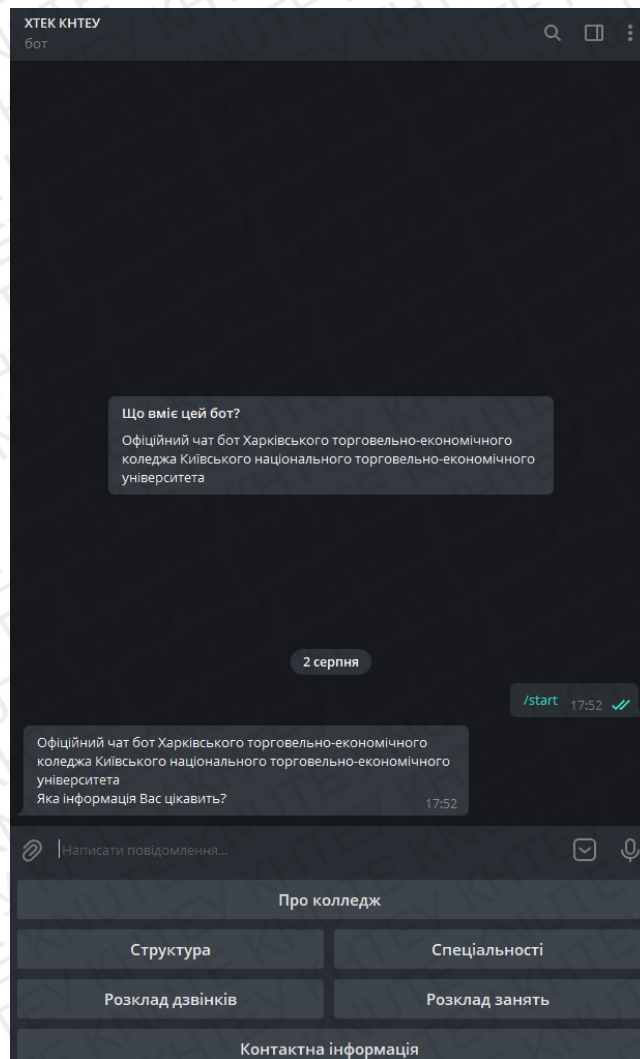 ХТЕК КНТЕУ
бот
Що вміє цей бот?
Офіційний чат бот Харківського торговельно-економічного
коледжа Київського національного торговельно-економічного
університета
2 серпня
/start 17:52
Офіційний чат бот Харківського торговельно-економічного
коледжа Київського національного торговельно-економічного
університета
Яка інформація Вас цікавить?
17:52
Написати повідомлення...
Про колледж
Структура
Спеціальності
Розклад дзвінків
Розклад занять
Контактна інформація